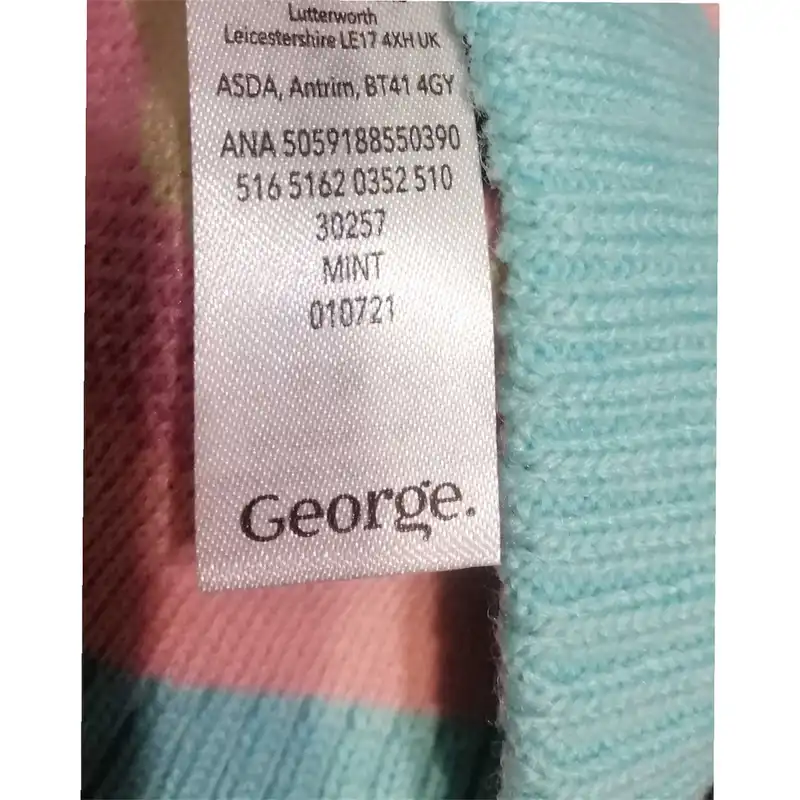 Lutterworth
Leicestershire LE17 4XH UK
ASDA, Antrim, BT41 4GY
ANA 5059188550390
516 5162 0352 510
30257
MINT
010721
George.